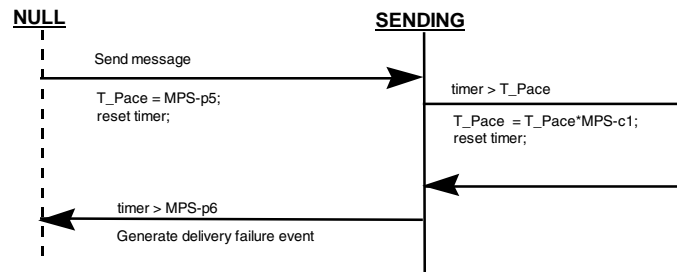 NULL
SENDING
Send message
T_Pace = MPS-p5;
reset timer;
timer > T_Pace
T_Pace = T_Pace*MPS-c1;
reset timer;
timer > MPS-p6
Generate delivery failure event